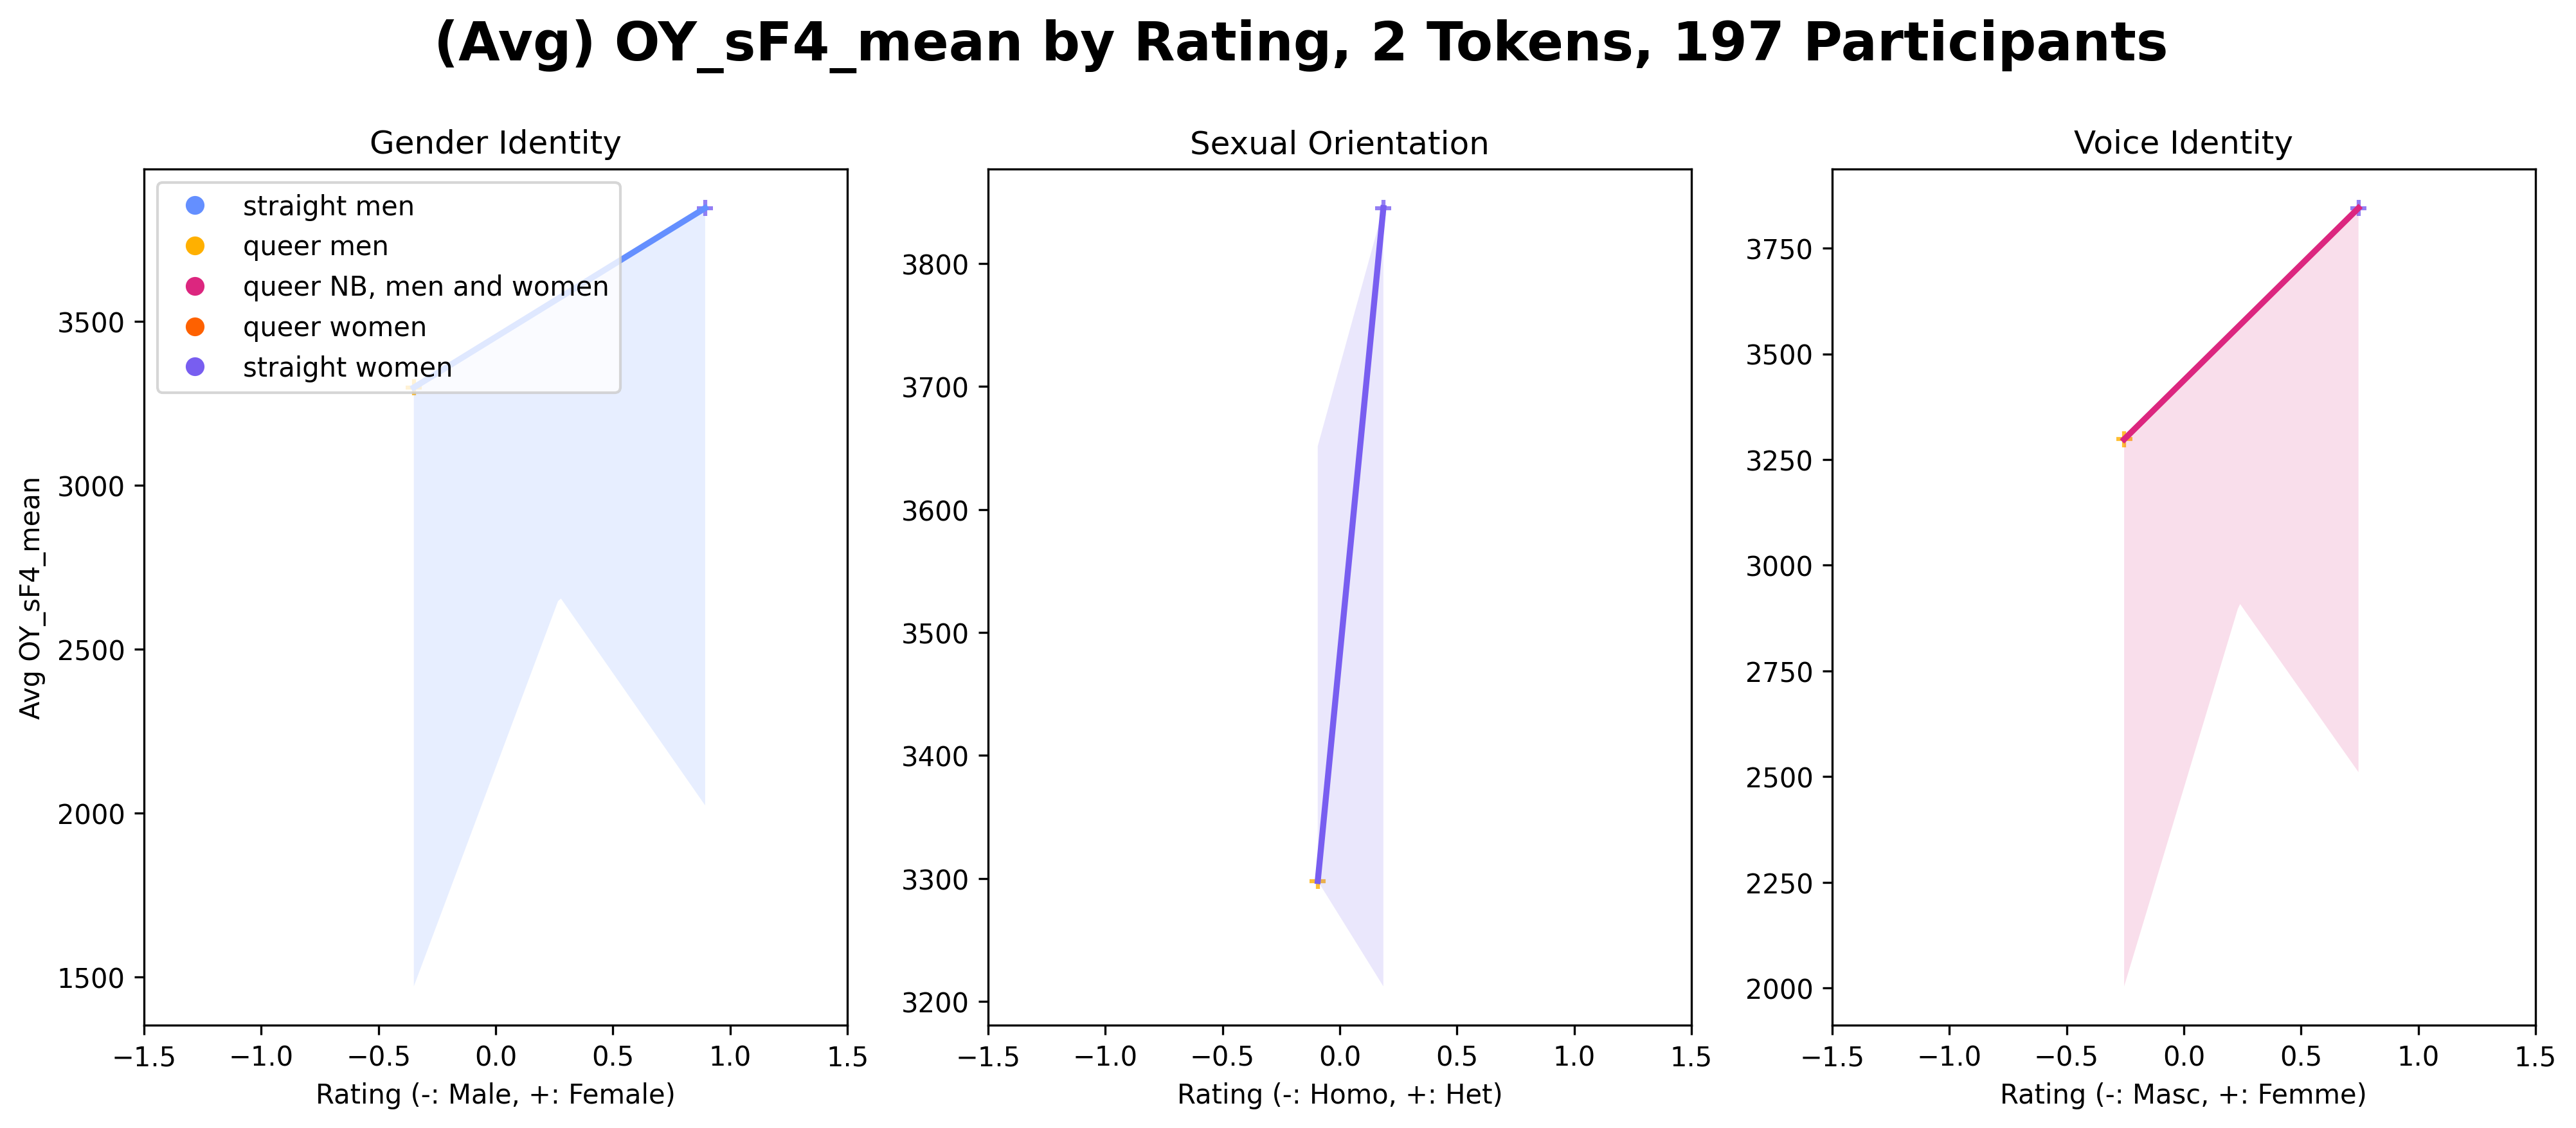 (Avg) OY_sF4_mean by Rating, 2 Tokens, 197 Participants
Gender Identity
straight men
queer men
queer NB, men and women
queer women
straight women
3500
3000
2500
2000
1500
Avg OY_sF4_mean
−1.5 −1.0 −0.5 0.0 0.5 1.0 1.5
Rating (-: Male, +: Female)
Sexual Orientation
3800
3700
3600
3500
3400
3300
3200
−1.5 −1.0 −0.5 0.0 0.5 1.0 1.5
Rating (-: Homo, +: Het)
Voice Identity
3750
3500
3250
3000
2750
2500
2250
2000
−1.5 −1.0 −0.5 0.0 0.5 1.0 1.5
Rating (-: Masc, +: Femme)